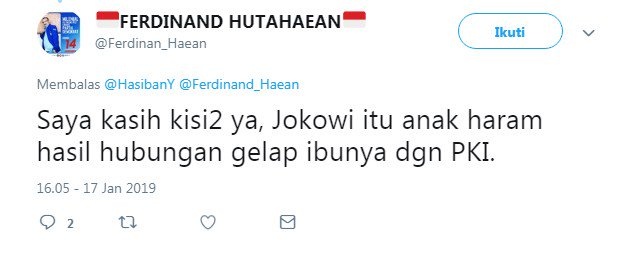 FERDINAND HUTAHAEAN
@Ferdinan_Haean
Ikuti
Membalas @HasibanY @Ferdinand_Haean
Saya kasih kisi2 ya, Jokowi itu anak haram
hasil hubungan gelap ibunya dgn PKI.
16.05 - 17 Jan 2019
2